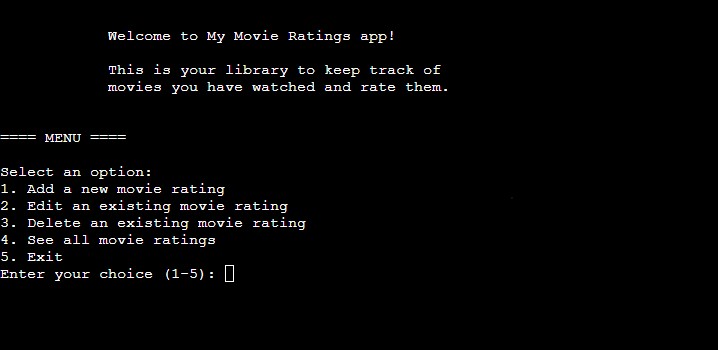 Welcome to My Movie Ratings app!
This is your library to keep track of
movies you have watched and rate them.
==== MENU ====
Select an option:
1. Add a new movie rating
2. Edit an existing movie rating
3. Delete an existing movie rating
4. See all movie ratings
5. Exit
Enter your choice (1-5):